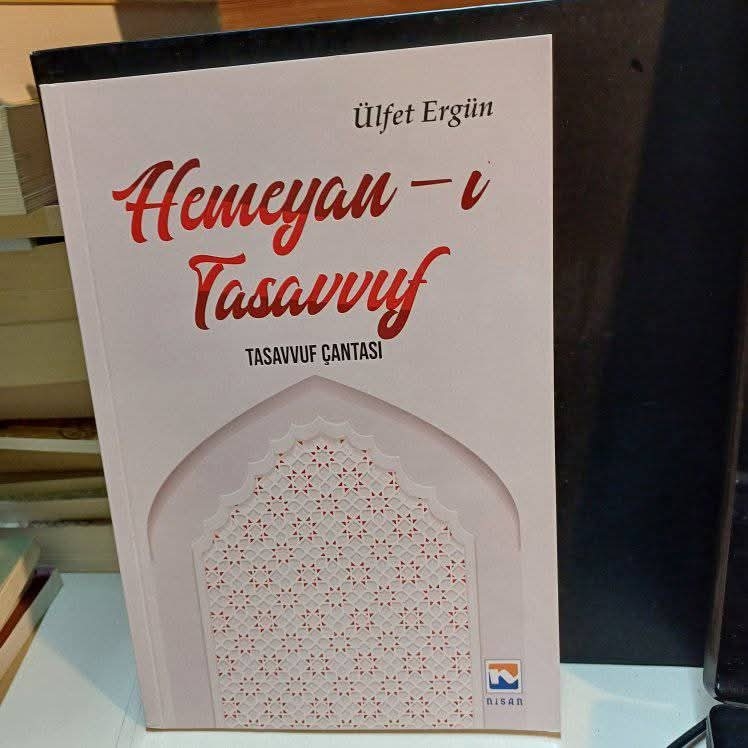 Ülfet Ergün
Hemeyan - ı
Tasavvuf
TASAVVUF ÇANTASI
NiSAN